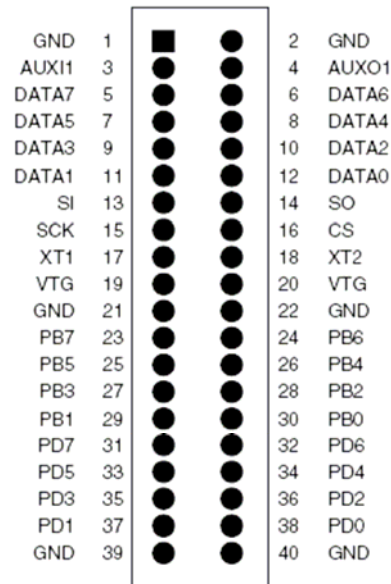 GND 1 2 GND
AUXI1 3 4 AUXO1
DATA7 5 6 DATA6
DATA5 7 8 DATA4
DATA3 9 10 DATA2
DATA1 11 12 DATA0
SI 13 14 SO
SCK 15 16 CS
XT1 17 18 XT2
VTG 19 20 VTG
GND 21 22 GND
PB7 23 24 PB6
PB5 25 26 PB4
PB3 27 28 PB2
PB1 29 30 PB0
PD7 31 32 PD6
PD5 33 34 PD4
PD3 35 36 PD2
PD1 37 38 PD0
GND 39 40 GND